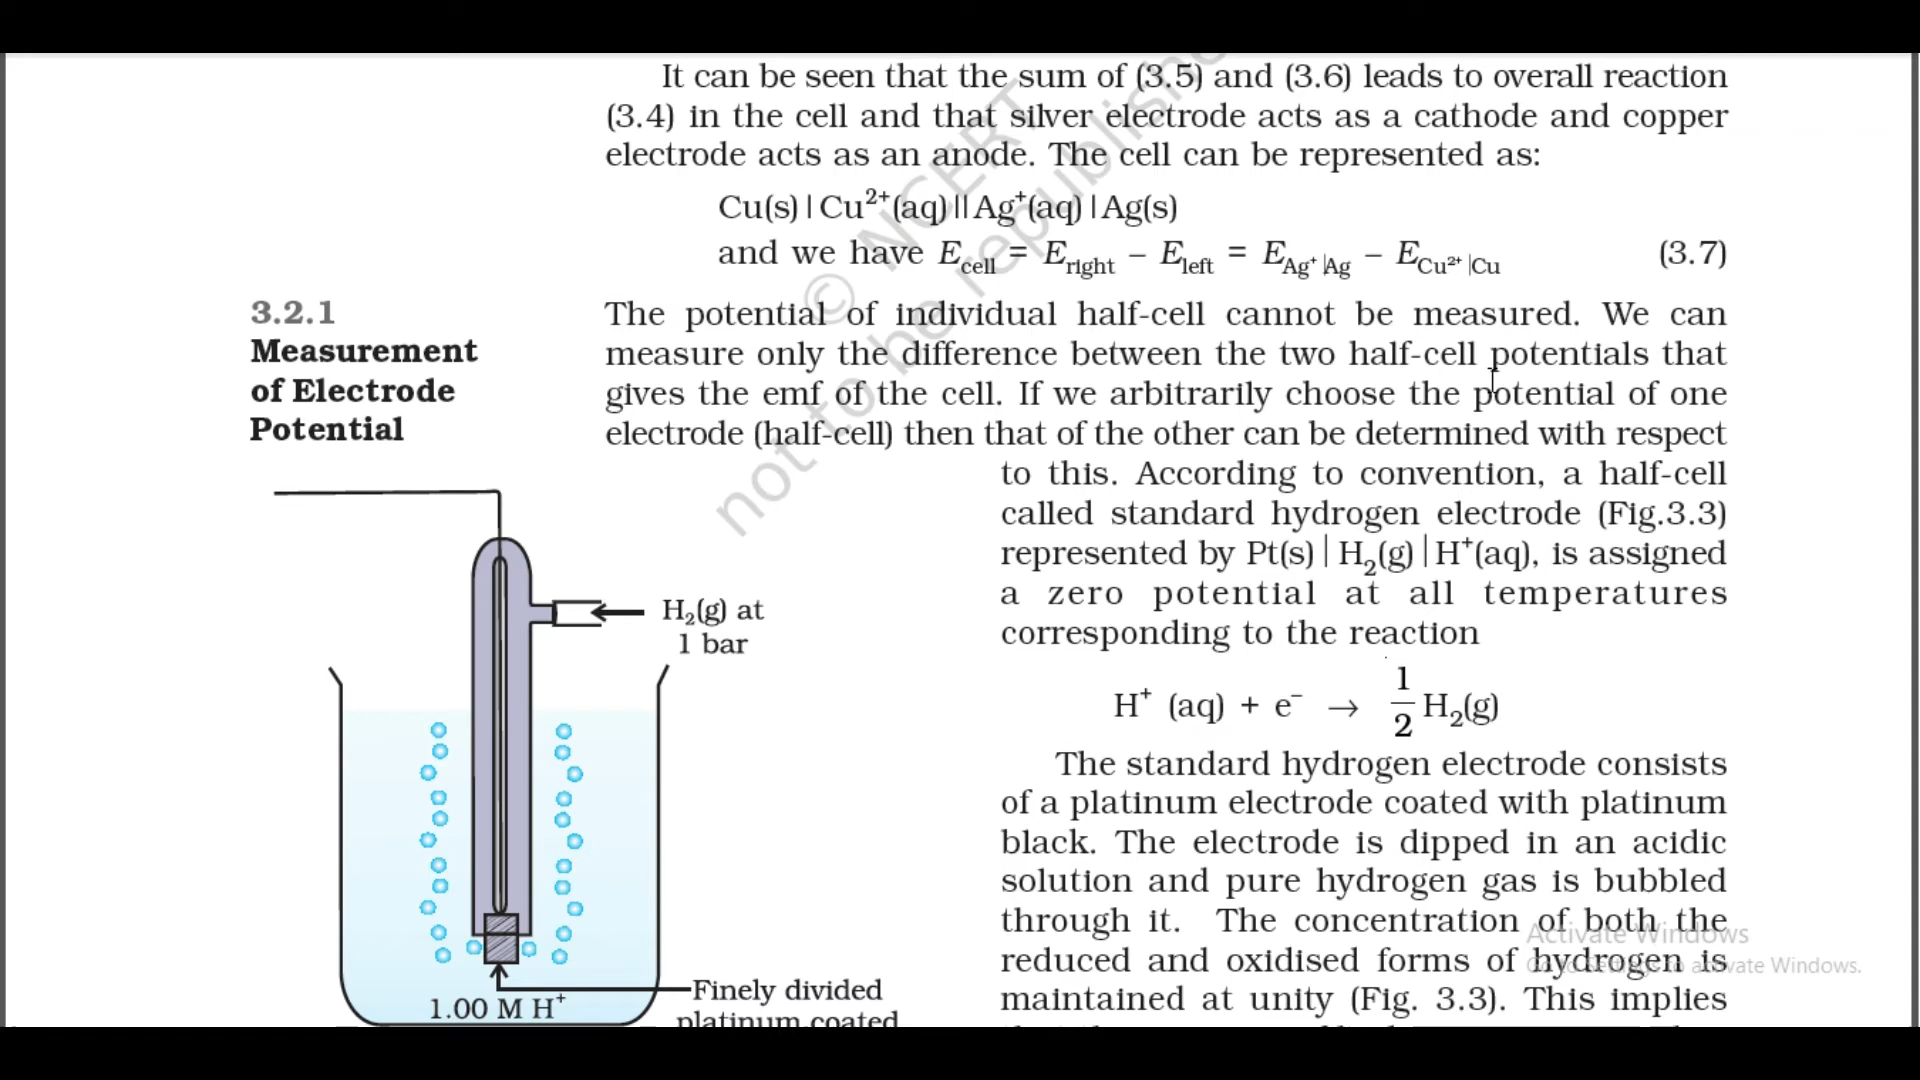 It can be seen that the sum of (3.5) and (3.6) leads to overall reaction
(3.4) in the cell and that silver electrode acts as a cathode and copper
electrode acts as an anode. The cell can be represented as:
Cu(s)|Cu²⁺(aq)||Ag⁺(aq)|Ag(s)
and we have E_cell = E_right – E_left = E_Ag⁺|Ag – E_Cu²⁺|Cu (3.7)
3.2.1
Measurement
of Electrode
Potential
The potential of individual half-cell cannot be measured. We can
measure only the difference between the two half-cell potentials that
gives the emf of the cell. If we arbitrarily choose the potential of one
electrode (half-cell) then that of the other can be determined with respect
to this. According to convention, a half-cell
called standard hydrogen electrode (Fig.3.3)
represented by Pt(s)|H₂(g)|H⁺(aq), is assigned
a zero potential at all temperatures
corresponding to the reaction
H⁺ (aq) + e⁻ → 1/2 H₂(g)
The standard hydrogen electrode consists
of a platinum electrode coated with platinum
black. The electrode is dipped in an acidic
solution and pure hydrogen gas is bubbled
through it. The concentration of both the
reduced and oxidised forms of hydrogen is
maintained at unity (Fig. 3.3). This implies
H₂(g) at
1 bar
1.00 M H⁺
Finely divided
platinum coated
© NCERT
not to be republished
Activate Windows
Go to Settings to activate Windows.